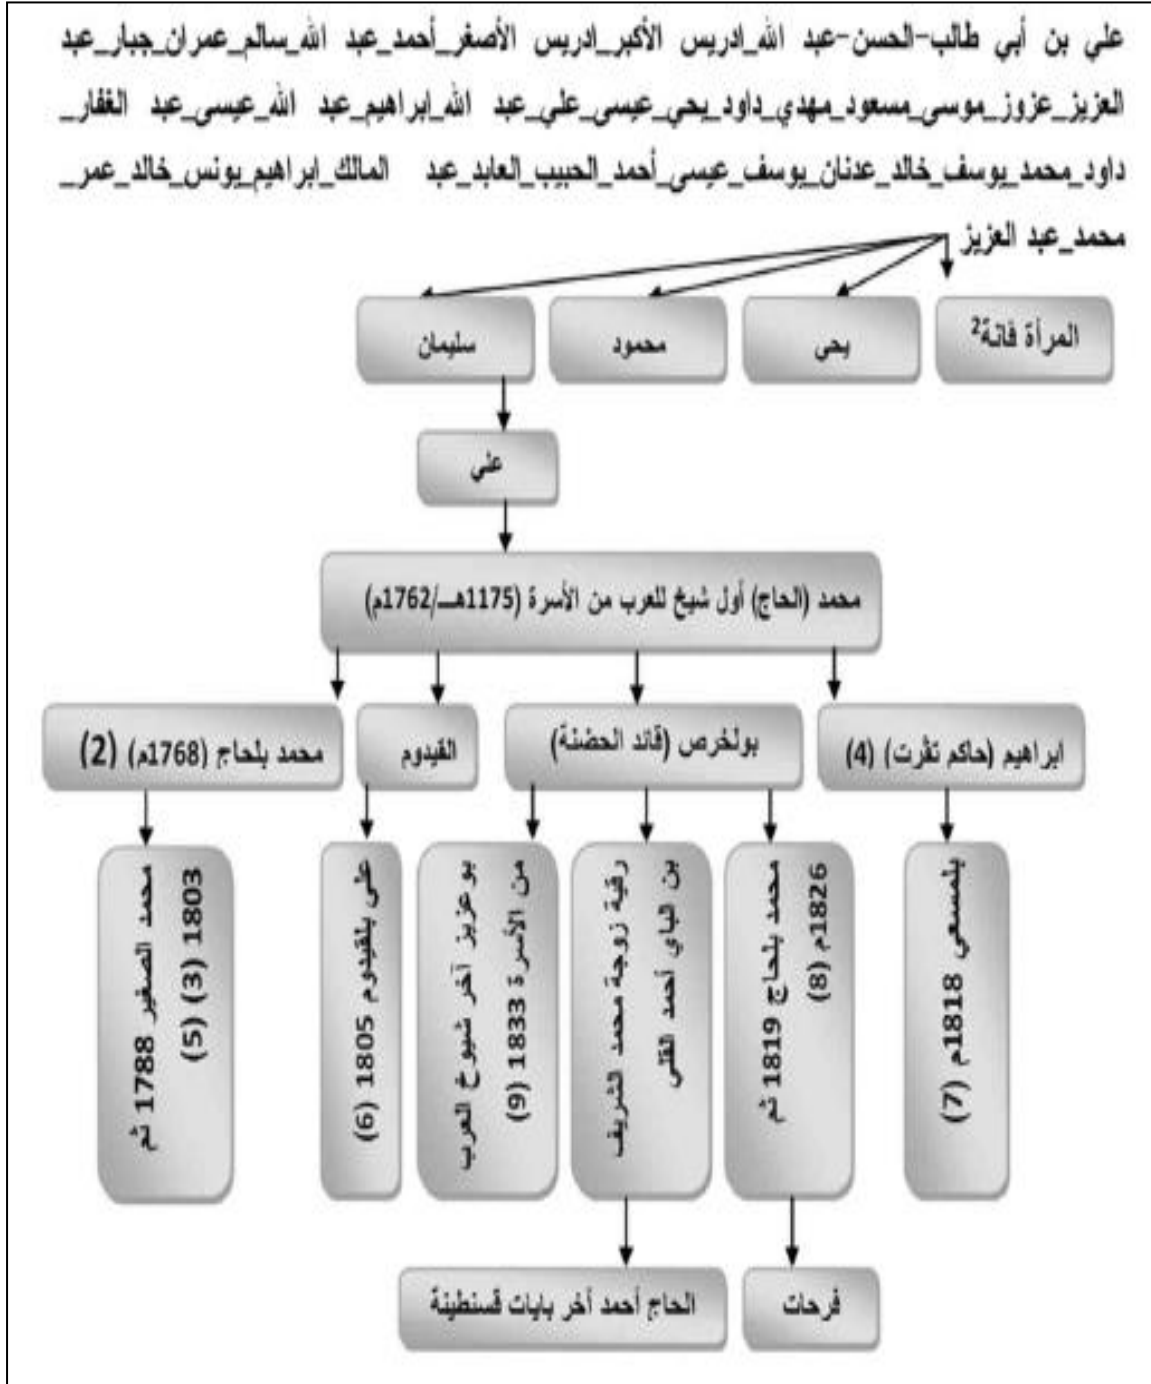 علي بن أبي طالب-الحسن-عبد الله_ادريس الأكبر_ادريس الأصغر_أحمد_عبد الله_سالم_عمران_جبار_عبد
العزيز_عزوز_موسى_مسعود_مهدي_داود_يحي_عيسى_علي_عبد الله_ابراهيم_عبد الله_عيسى_عبد الغفار_
داود_محمد_يوسف_خالد_عدنان_يوسف_عيسى_أحمد_الحبيب_العابد_عبد المالك_ابراهيم_يونس_خالد_عمر_
محمد_عبد العزيز
المرأة قانة²
يحي
محمود
سليمان
علي
محمد (الحاج) أول شيخ للعرب من الأسرة (1175هـ/1762م)
ابراهيم (حاكم تقرت) (4)
بولخرص (قائد الحضنة)
القيدوم
محمد بلحاج (1768م) (2)
بلمسعي 1818م (7)
محمد بلحاج 1819 ثم
1826م (8)
رقية زوجة محمد الشريف
بن الباي أحمد القلي
بوعزيز آخر شيوخ العرب
من الأسرة 1833 (9)
علي بلقيدوم 1805 (6)
محمد الصغير 1788 ثم
1803 (3) (5)
فرحات
الحاج أحمد أخر بايات قسنطينة